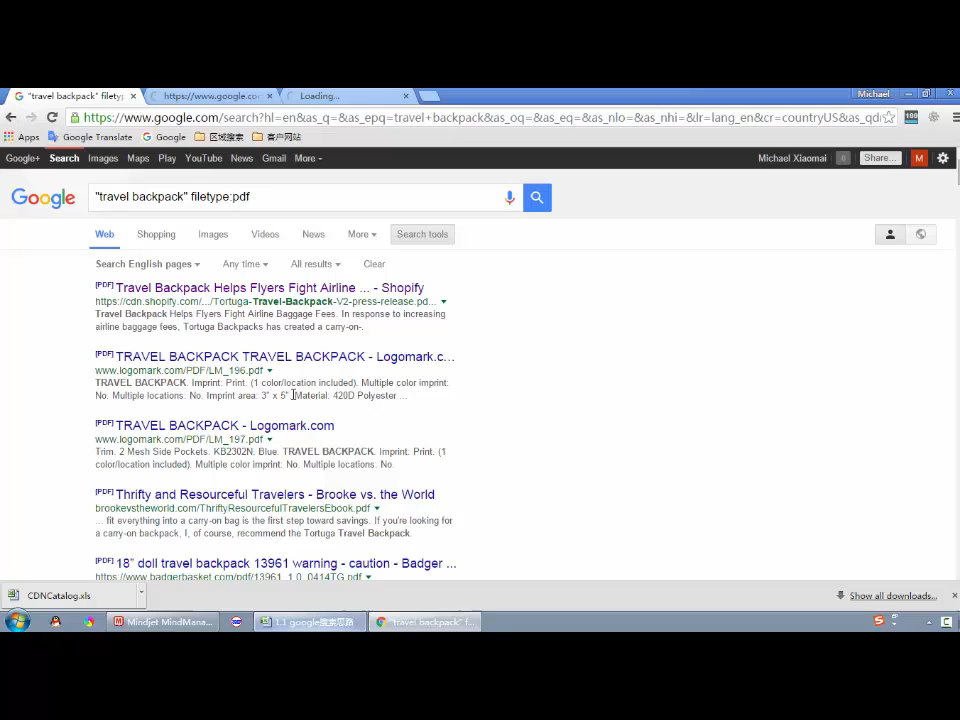 "travel backpack" filety
https://www.google.co
Loading...
Michael
https://www.google.com/search?hl=en&as_q=&as_epq=travel+backpack&as_oq=&as_eq=&as_nlo=&as_nhi=&lr=lang_en&cr=countryUS&as_qd
100
Apps
Google Translate
Google
区域搜索
客户网站
Google+
Search
Images
Maps
Play
YouTube
News
Gmail
More
Michael Xiaomai
0
Share...
M
Google
"travel backpack" filetype:pdf
Web
Shopping
Images
Videos
News
More
Search tools
Search English pages
Any time
All results
Clear
[PDF] Travel Backpack Helps Flyers Fight Airline ... - Shopify
https://cdn.shopify.com/.../Tortuga-Travel-Backpack-V2-press-release.pd...
Travel Backpack Helps Flyers Fight Airline Baggage Fees. In response to increasing
airline baggage fees, Tortuga Backpacks has created a carry-on-.
[PDF] TRAVEL BACKPACK TRAVEL BACKPACK - Logomark.c...
www.logomark.com/PDF/LM_196.pdf
TRAVEL BACKPACK. Imprint: Print. (1 color/location included). Multiple color imprint:
No. Multiple locations. No. Imprint area: 3" x 5" Material: 420D Polyester ...
[PDF] TRAVEL BACKPACK - Logomark.com
www.logomark.com/PDF/LM_197.pdf
Trim. 2 Mesh Side Pockets. KB2302N. Blue. TRAVEL BACKPACK. Imprint: Print. (1
color/location included). Multiple color imprint: No. Multiple locations. No.
[PDF] Thrifty and Resourceful Travelers - Brooke vs. the World
brookevstheworld.com/ThriftyResourcefulTravelersEbook.pdf
... fit everything into a carry-on bag is the first step toward savings. If you're looking for
a carry-on backpack, I, of course, recommend the Tortuga Travel Backpack.
[PDF] 18" doll travel backpack 13961 warning - caution - Badger ...
https://www.badgerbasket.com/pdf/13961_1.0_0414TG.pdf
CDNCatalog.xls
Show all downloads...
Mindjet MindMana...
1.1 google搜索思路
"travel backpack" f...